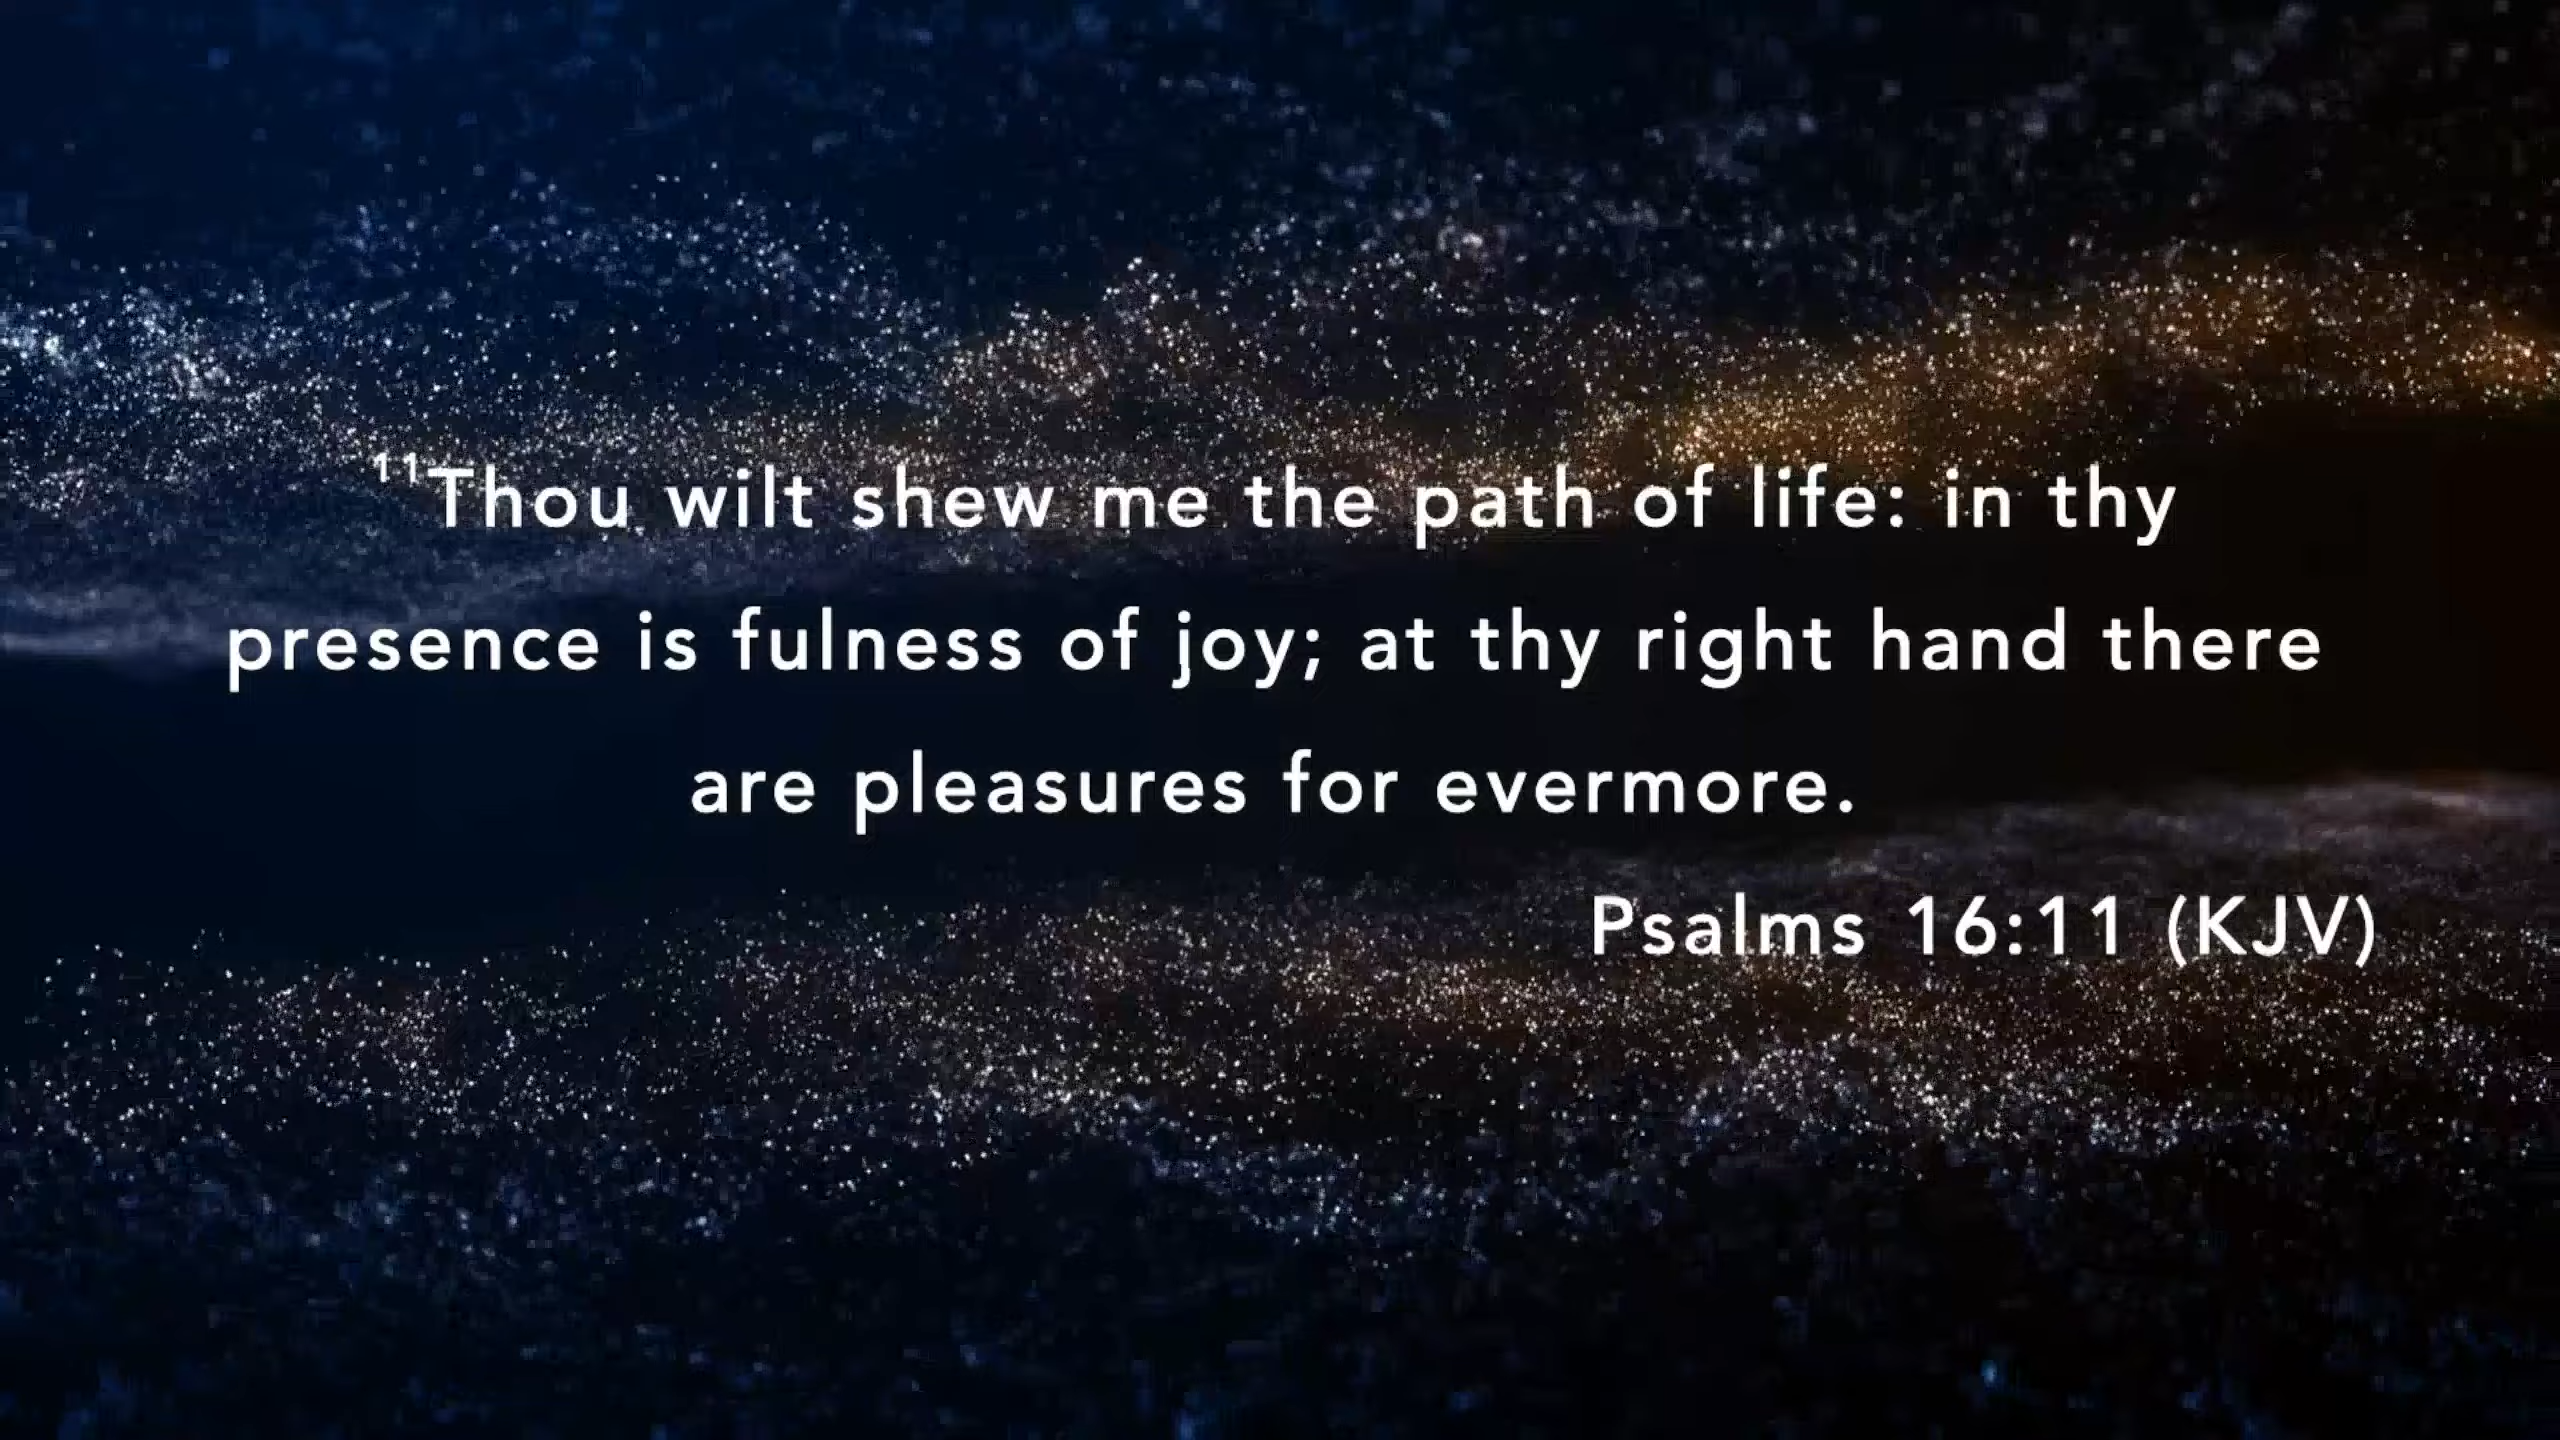 ¹¹Thou wilt shew me the path of life: in thy
presence is fulness of joy; at thy right hand there
are pleasures for evermore.
Psalms 16:11 (KJV)